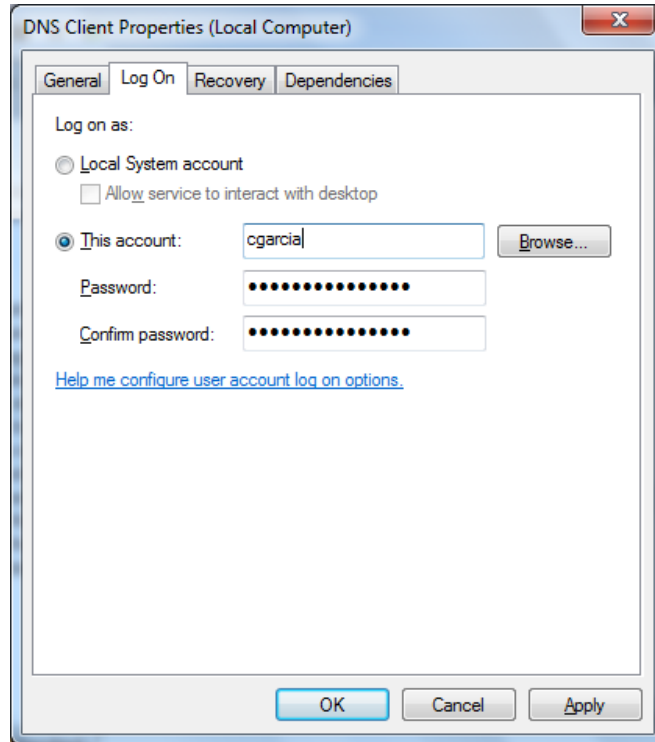 DNS Client Properties (Local Computer)
General Log On Recovery Dependencies
Log on as:
Local System account
Allow service to interact with desktop
This account: cgarcia Browse...
Password: ●●●●●●●●●●●●●●●
Confirm password: ●●●●●●●●●●●●●●●
Help me configure user account log on options.
OK Cancel Apply